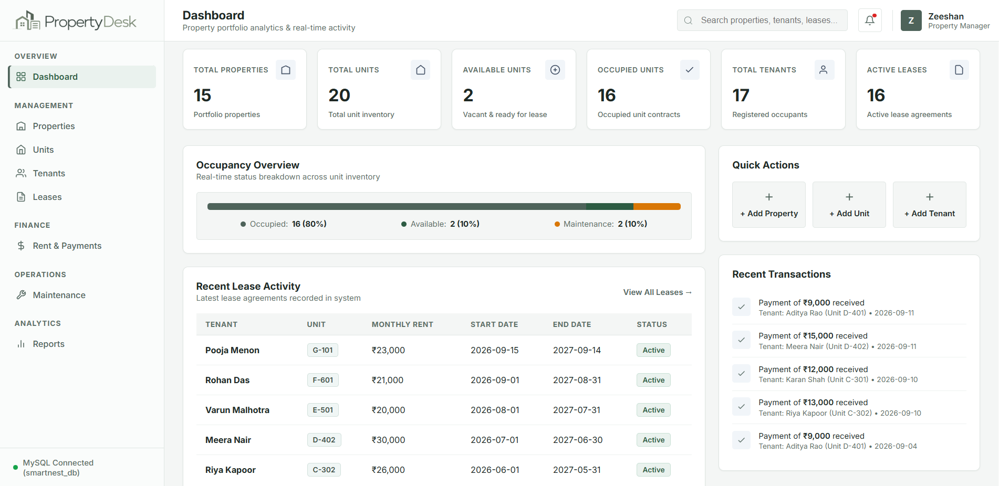 PropertyDesk
OVERVIEW
Dashboard
MANAGEMENT
Properties
Units
Tenants
Leases
FINANCE
Rent & Payments
OPERATIONS
Maintenance
ANALYTICS
Reports
MySQL Connected
(smartnest_db)
Dashboard
Property portfolio analytics & real-time activity
Search properties, tenants, leases...
Z
Zeeshan
Property Manager
TOTAL PROPERTIES
15
Portfolio properties
TOTAL UNITS
20
Total unit inventory
AVAILABLE UNITS
2
Vacant & ready for lease
OCCUPIED UNITS
16
Occupied unit contracts
TOTAL TENANTS
17
Registered occupants
ACTIVE LEASES
16
Active lease agreements
Occupancy Overview
Real-time status breakdown across unit inventory
Occupied: 16 (80%) Available: 2 (10%) Maintenance: 2 (10%)
Quick Actions
+ Add Property
+ Add Unit
+ Add Tenant
Recent Lease Activity
Latest lease agreements recorded in system
View All Leases →
TENANT UNIT MONTHLY RENT START DATE END DATE STATUS
Pooja Menon G-101 ₹23,000 2026-09-15 2027-09-14 Active
Rohan Das F-601 ₹21,000 2026-09-01 2027-08-31 Active
Varun Malhotra E-501 ₹20,000 2026-08-01 2027-07-31 Active
Meera Nair D-402 ₹30,000 2026-07-01 2027-06-30 Active
Riya Kapoor C-302 ₹26,000 2026-06-01 2027-05-31 Active
Recent Transactions
Payment of ₹9,000 received
Tenant: Aditya Rao (Unit D-401) • 2026-09-11
Payment of ₹15,000 received
Tenant: Meera Nair (Unit D-402) • 2026-09-11
Payment of ₹12,000 received
Tenant: Karan Shah (Unit C-301) • 2026-09-10
Payment of ₹13,000 received
Tenant: Riya Kapoor (Unit C-302) • 2026-09-10
Payment of ₹9,000 received
Tenant: Aditya Rao (Unit D-401) • 2026-09-04